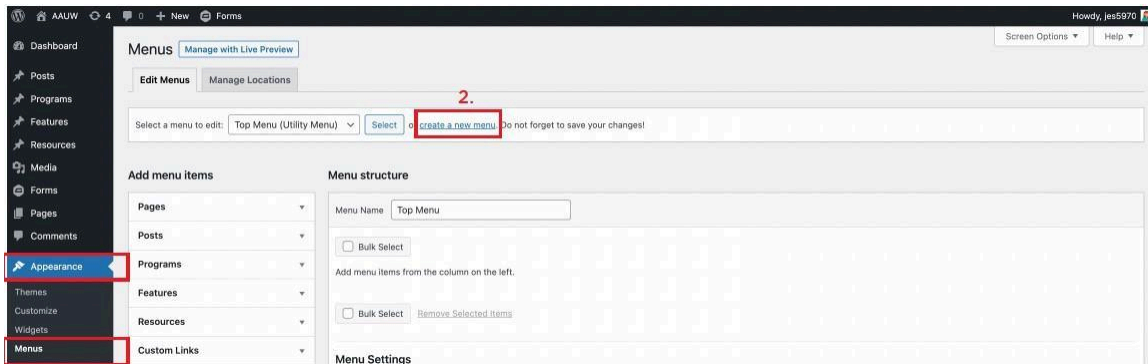 AAUW 4 0 + New Forms Howdy, jes5970
Screen Options ▼ Help ▼
Dashboard
Posts
Programs
Features
Resources
Media
Forms
Pages
Comments
Appearance
Themes
Customize
Widgets
Menus
Menus Manage with Live Preview
Edit Menus Manage Locations
2.
Select a menu to edit: Top Menu (Utility Menu) Select o create a new menu. Do not forget to save your changes!
Add menu items
Pages
Posts
Programs
Features
Resources
Custom Links
Menu structure
Menu Name Top Menu
Bulk Select
Add menu items from the column on the left.
Bulk Select Remove Selected Items
Menu Settings